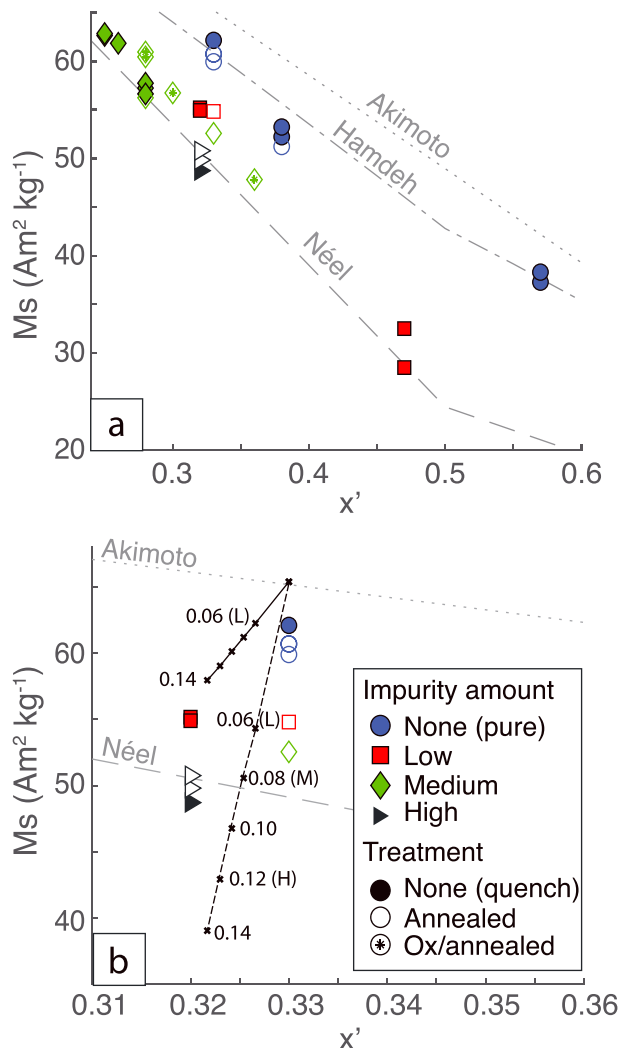 60
50
40
30
20
Ms (Am² kg⁻¹)
Akimoto
Hamdeh
Néel
a
0.3
0.4
0.5
0.6
x'
Akimoto
0.06 (L)
0.14
60
0.06 (L)
Néel
0.08 (M)
50
0.10
0.12 (H)
40
0.14
Ms (Am² kg⁻¹)
b
Impurity amount
None (pure)
Low
Medium
High
Treatment
None (quench)
Annealed
Ox/annealed
0.31
0.32
0.33
0.34
0.35
0.36
x'